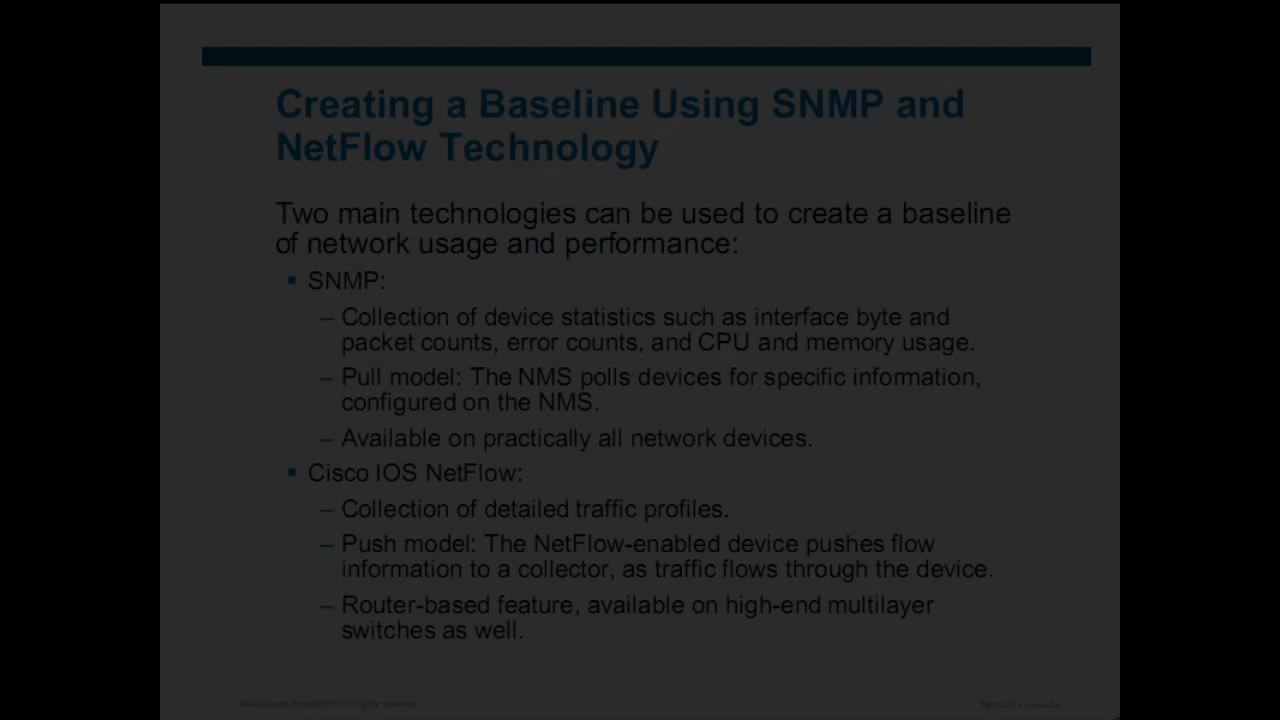 Creating a Baseline Using SNMP and
NetFlow Technology
Two main technologies can be used to create a baseline
of network usage and performance:
▪ SNMP:
– Collection of device statistics such as interface byte and
packet counts, error counts, and CPU and memory usage.
– Pull model: The NMS polls devices for specific information,
configured on the NMS.
– Available on practically all network devices.
▪ Cisco IOS NetFlow:
– Collection of detailed traffic profiles.
– Push model: The NetFlow-enabled device pushes flow
information to a collector, as traffic flows through the device.
– Router-based feature, available on high-end multilayer
switches as well.